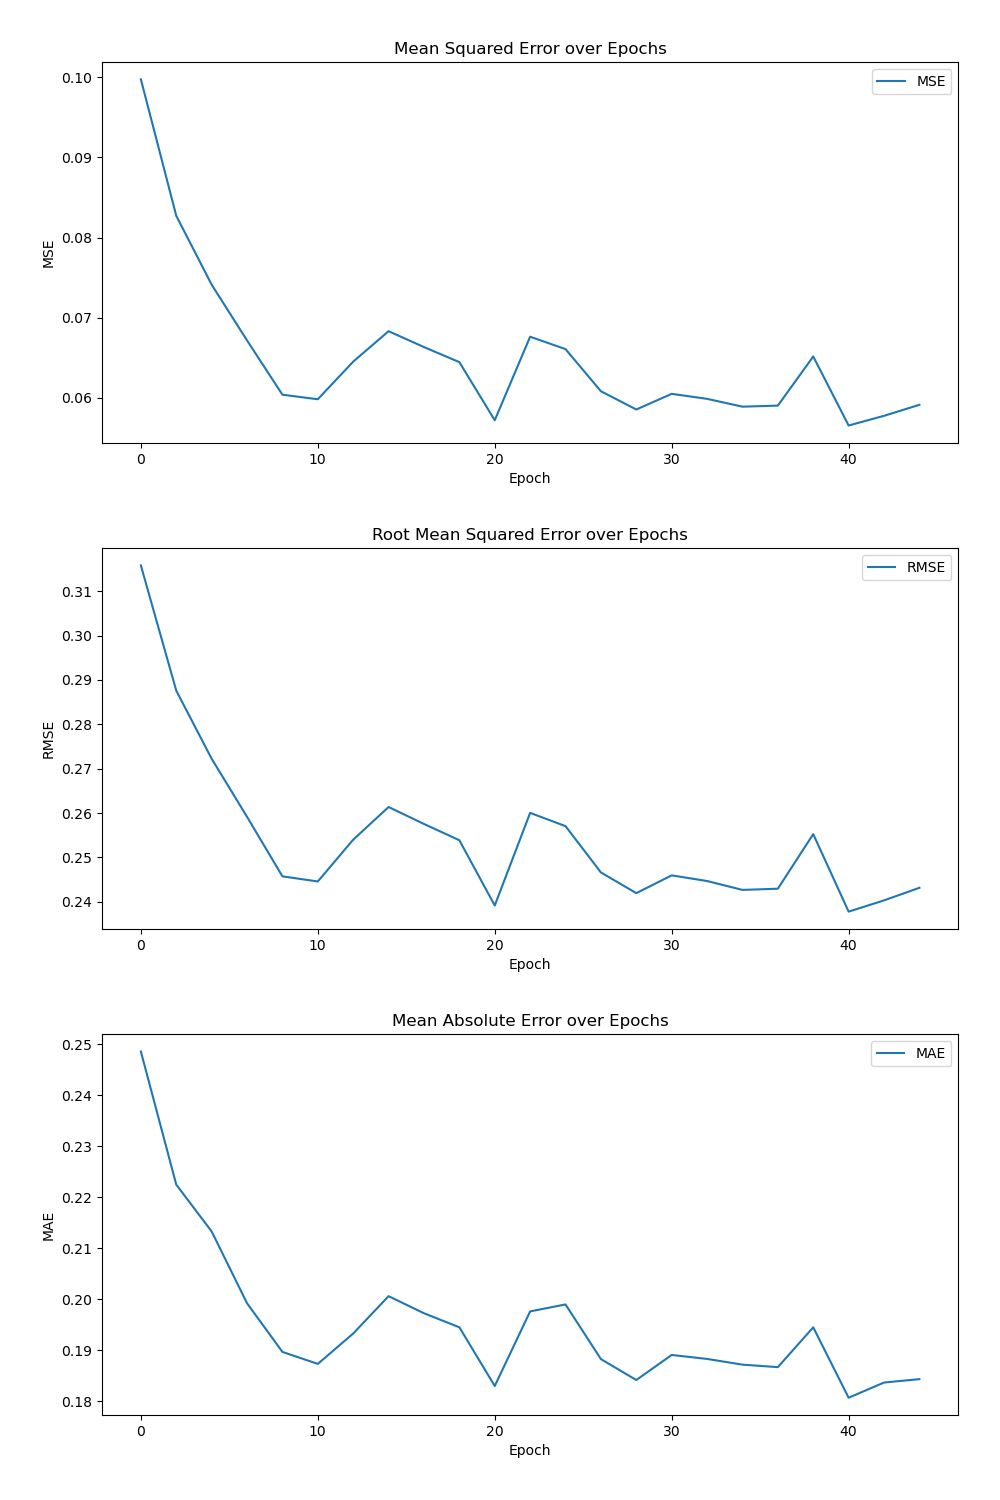 Mean Squared Error over Epochs
MSE
0.10
0.09
0.08
0.07
0.06
MSE
0 10 20 30 40
Epoch
Root Mean Squared Error over Epochs
RMSE
0.31
0.30
0.29
0.28
0.27
0.26
0.25
0.24
RMSE
0 10 20 30 40
Epoch
Mean Absolute Error over Epochs
MAE
0.25
0.24
0.23
0.22
0.21
0.20
0.19
0.18
MAE
0 10 20 30 40
Epoch